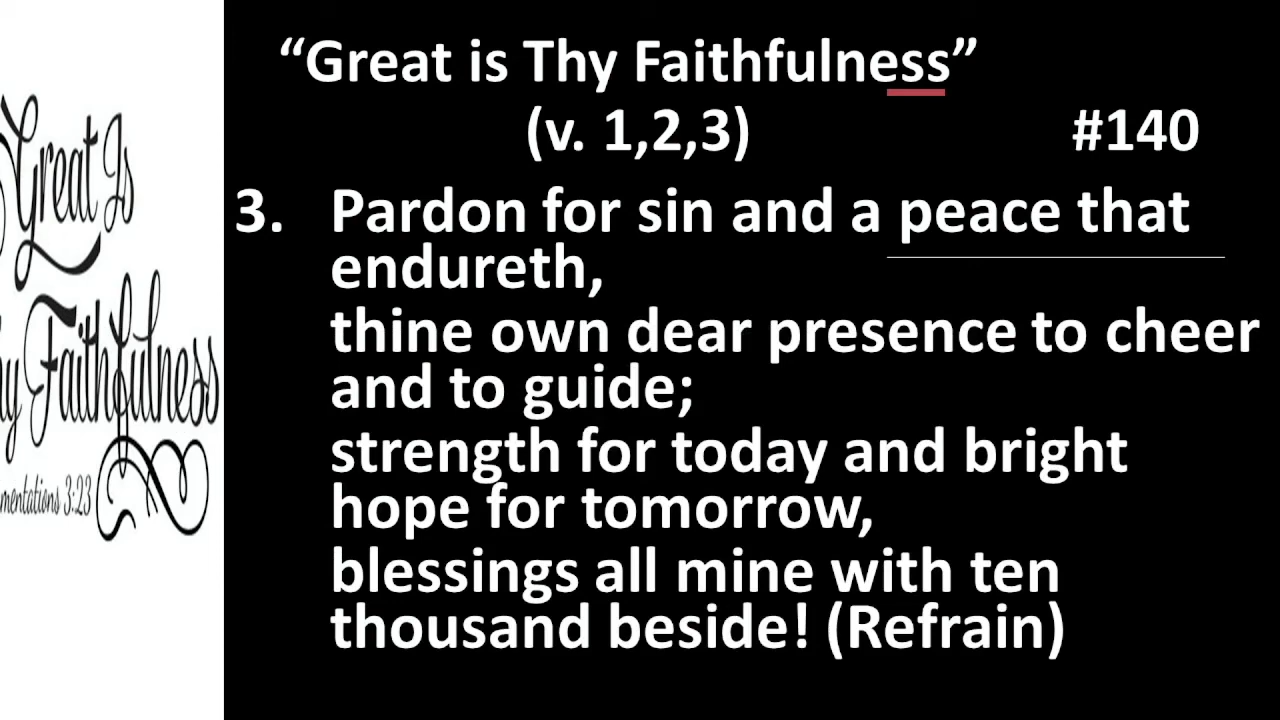 Great Is
Faithfulness
3:23
“Great is Thy Faithfulness”
(v. 1,2,3) #140
3. Pardon for sin and a peace that
endureth,
thine own dear presence to cheer
and to guide;
strength for today and bright
hope for tomorrow,
blessings all mine with ten
thousand beside! (Refrain)